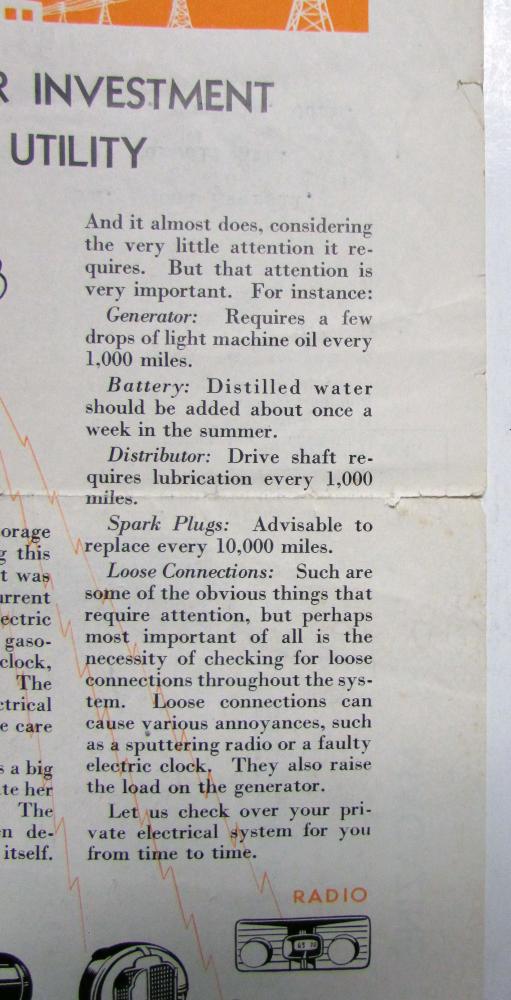 R INVESTMENT
UTILITY
And it almost does, considering
the very little attention it re-
quires. But that attention is
very important. For instance:
Generator: Requires a few
drops of light machine oil every
1,000 miles.
Battery: Distilled water
should be added about once a
week in the summer.
Distributor: Drive shaft re-
quires lubrication every 1,000
miles.
Spark Plugs: Advisable to
replace every 10,000 miles.
Loose Connections: Such are
some of the obvious things that
require attention, but perhaps
most important of all is the
necessity of checking for loose
connections throughout the sys-
tem. Loose connections can
cause various annoyances, such
as a sputtering radio or a faulty
electric clock. They also raise
the load on the generator.
Let us check over your pri-
vate electrical system for you
from time to time.
orage
g this
t was
urrent
ectric
gaso-
clock,
The
ctrical
e care
s a big
te her
The
n de-
itself.
RADIO